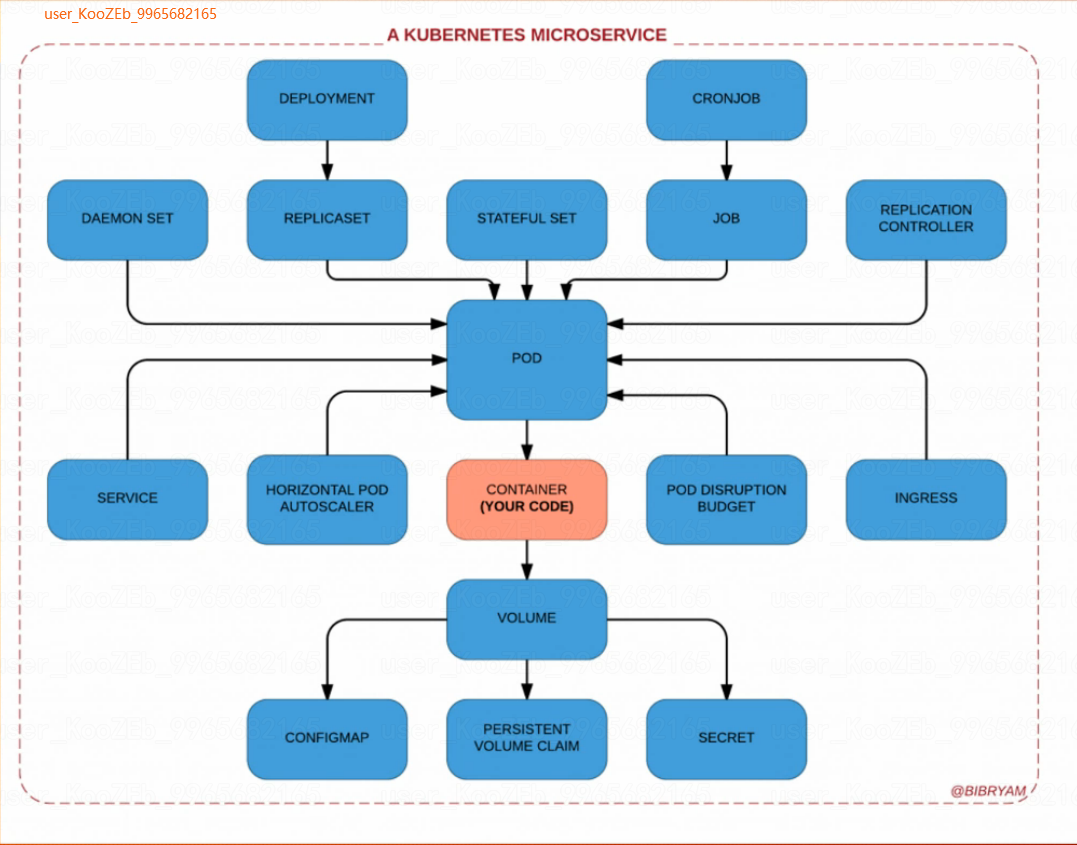 user_KooZEb_9965682165
A KUBERNETES MICROSERVICE
DEPLOYMENT
CRONJOB
DAEMON SET
REPLICASET
STATEFUL SET
JOB
REPLICATION
CONTROLLER
POD
SERVICE
HORIZONTAL POD
AUTOSCALER
CONTAINER
(YOUR CODE)
POD DISRUPTION
BUDGET
INGRESS
VOLUME
CONFIGMAP
PERSISTENT
VOLUME CLAIM
SECRET
@BIBRYAM